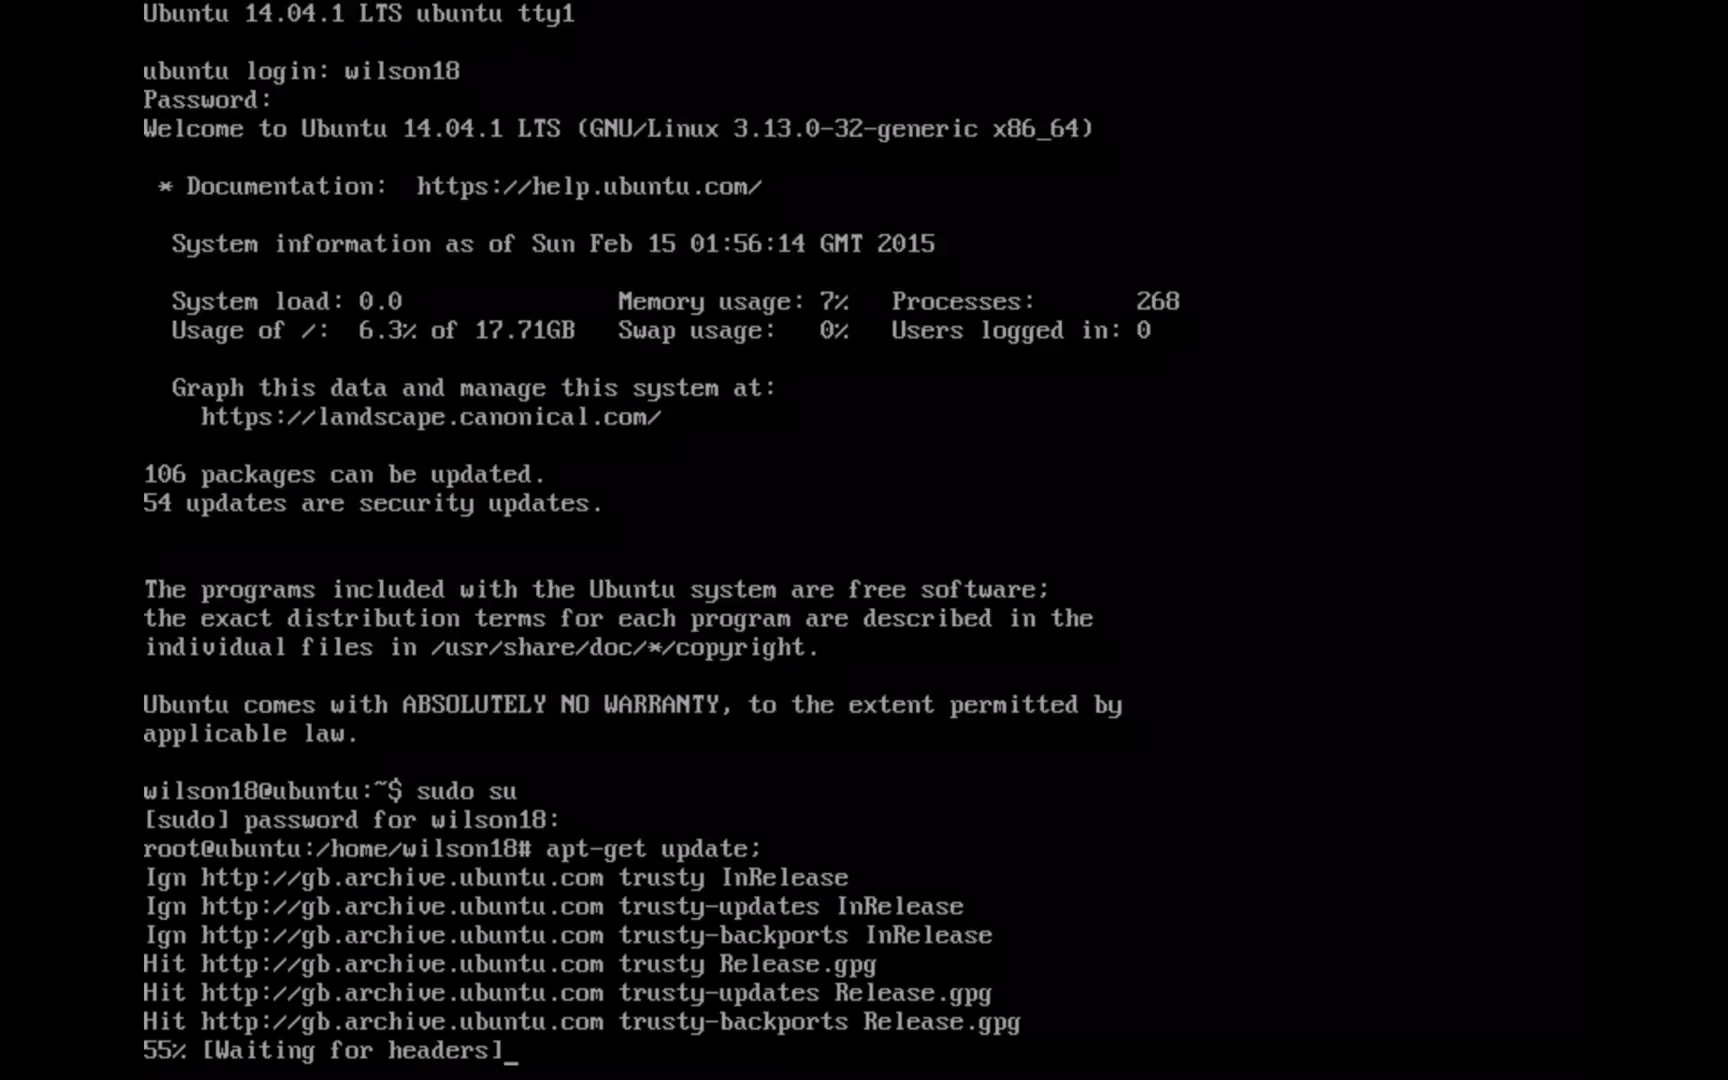 Ubuntu 14.04.1 LTS ubuntu tty1
ubuntu login: wilson18
Password:
Welcome to Ubuntu 14.04.1 LTS (GNU/Linux 3.13.0-32-generic x86_64)
* Documentation:  https://help.ubuntu.com/
System information as of Sun Feb 15 01:56:14 GMT 2015
System load: 0.0               Memory usage: 7%   Processes:       268
Usage of /:  6.3% of 17.71GB   Swap usage:   0%   Users logged in: 0
Graph this data and manage this system at:
https://landscape.canonical.com/
106 packages can be updated.
54 updates are security updates.
The programs included with the Ubuntu system are free software;
the exact distribution terms for each program are described in the
individual files in /usr/share/doc/*/copyright.
Ubuntu comes with ABSOLUTELY NO WARRANTY, to the extent permitted by
applicable law.
wilson18@ubuntu:~$ sudo su
[sudo] password for wilson18:
root@ubuntu:/home/wilson18# apt-get update;
Ign http://gb.archive.ubuntu.com trusty InRelease
Ign http://gb.archive.ubuntu.com trusty-updates InRelease
Ign http://gb.archive.ubuntu.com trusty-backports InRelease
Hit http://gb.archive.ubuntu.com trusty Release.gpg
Hit http://gb.archive.ubuntu.com trusty-updates Release.gpg
Hit http://gb.archive.ubuntu.com trusty-backports Release.gpg
55% [Waiting for headers]_